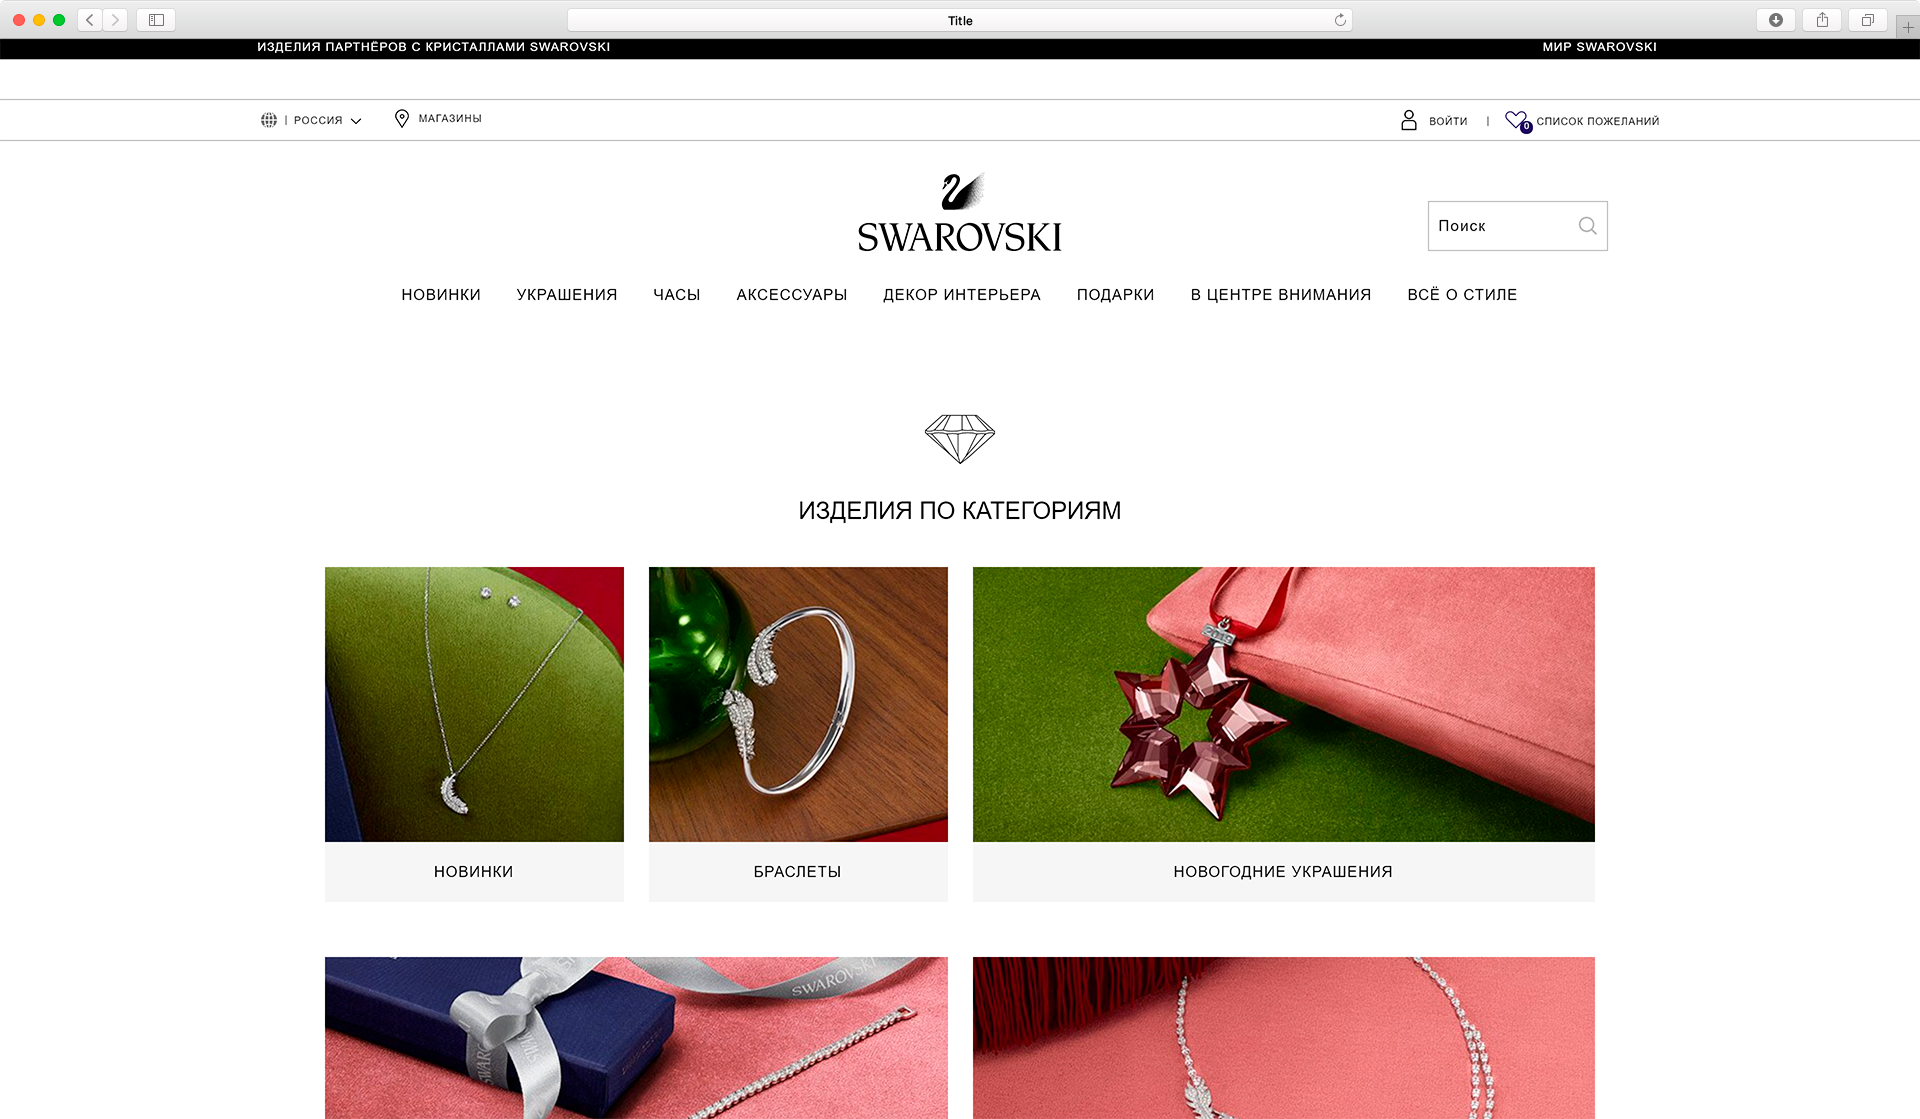 Title
ИЗДЕЛИЯ ПАРТНЁРОВ С КРИСТАЛЛАМИ SWAROVSKI
МИР SWAROVSKI
| РОССИЯ
МАГАЗИНЫ
ВОЙТИ |
0
СПИСОК ПОЖЕЛАНИЙ
SWAROVSKI
Поиск
НОВИНКИ УКРАШЕНИЯ ЧАСЫ АКСЕССУАРЫ ДЕКОР ИНТЕРЬЕРА ПОДАРКИ В ЦЕНТРЕ ВНИМАНИЯ ВСЁ О СТИЛЕ
ИЗДЕЛИЯ ПО КАТЕГОРИЯМ
НОВИНКИ
БРАСЛЕТЫ
НОВОГОДНИЕ УКРАШЕНИЯ
SWAROVSKI